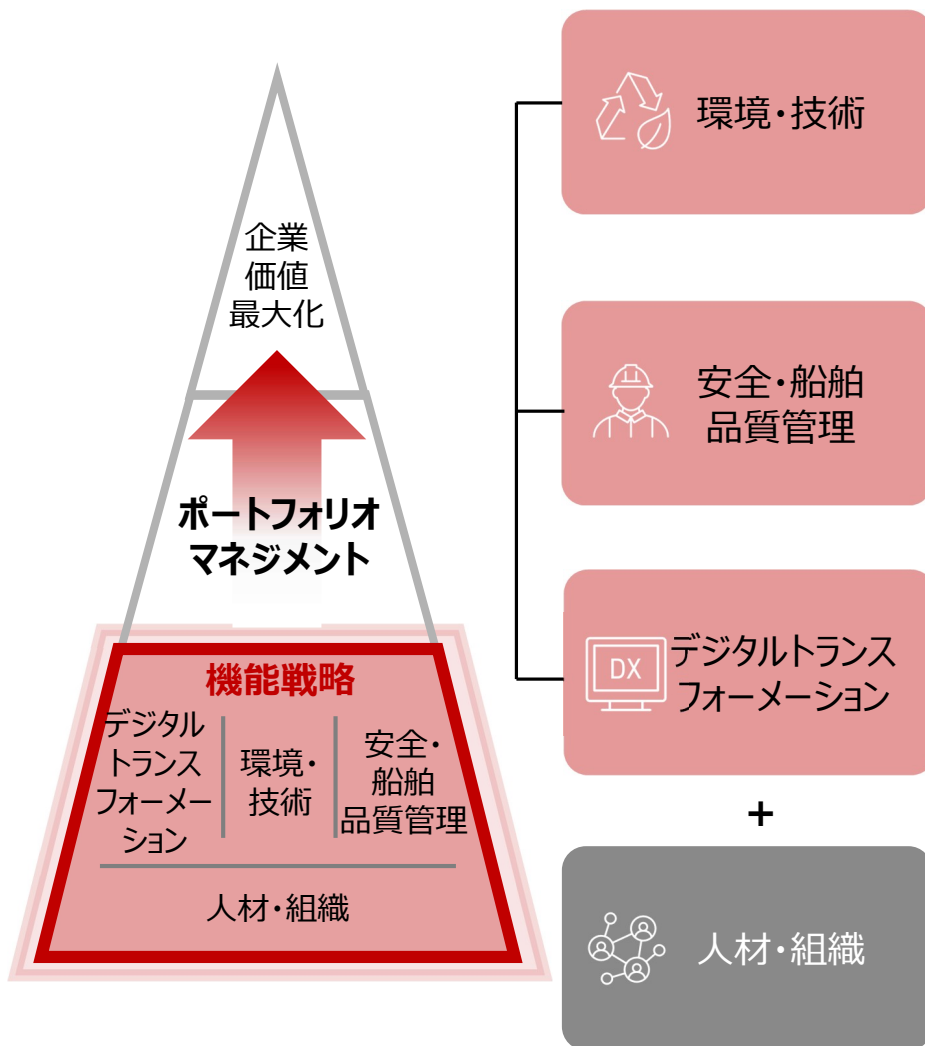 企業
価値
最大化
ポートフォリオ
マネジメント
機能戦略
デジタル
トランス
フォーメー
ション
環境・
技術
安全・
船舶
品質管理
人材・組織
環境・技術
安全・船舶
品質管理
DX
デジタルトランス
フォーメーション
+
人材・組織